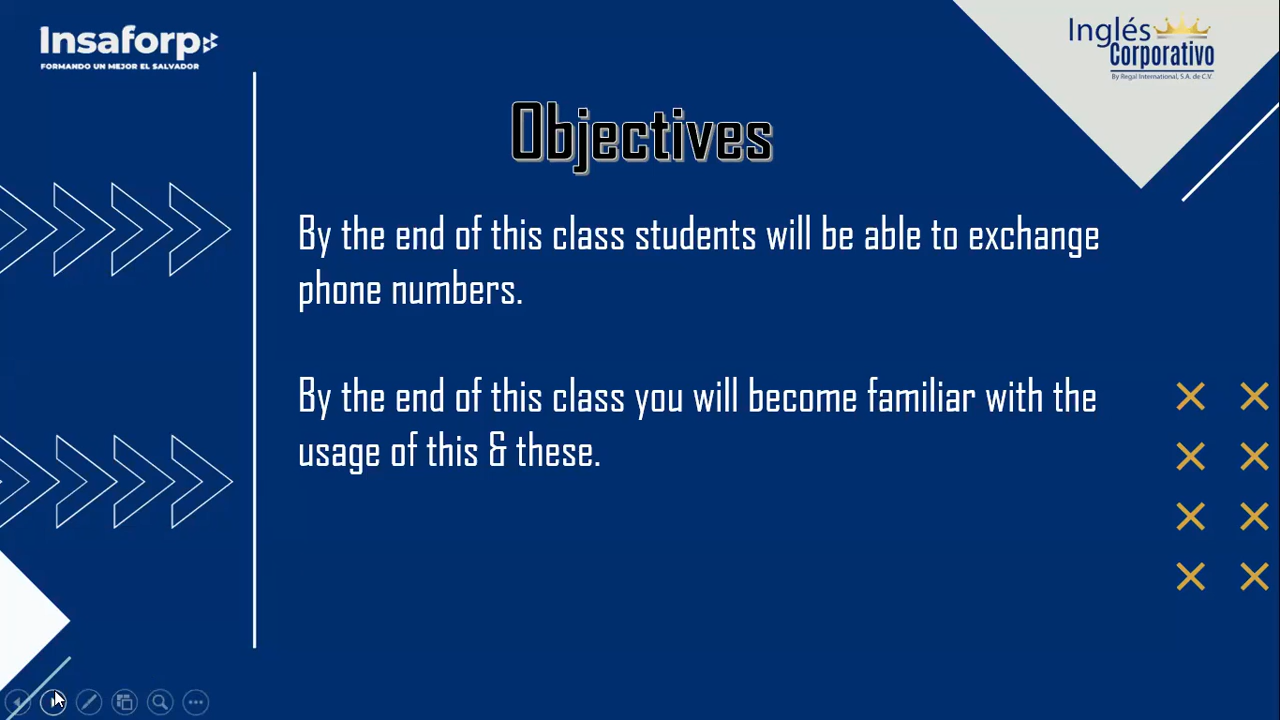 Insaforp
FORMANDO UN MEJOR EL SALVADOR
Inglés
Corporativo
By Regal International, S.A. de C.V.
Objectives
By the end of this class students will be able to exchange
phone numbers.
By the end of this class you will become familiar with the
usage of this & these.